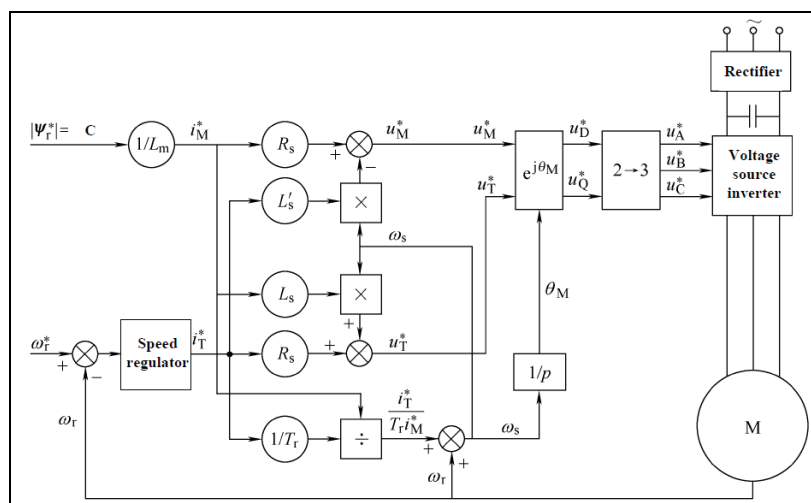 ~
Rectifier
|Ψr*| = C
1/Lm
iM*
Rs
+
−
uM*
uM*
ejθM
uD*
uQ*
2→3
uA*
uB*
uC*
Voltage
source
inverter
L's
×
ωs
uT*
Ls
×
+
θM
ωr*
+
−
Speed
regulator
iT*
Rs
+
uT*
1/p
ωr
1/Tr
÷
iT*
TriM*
+
+
ωs
ωr
M